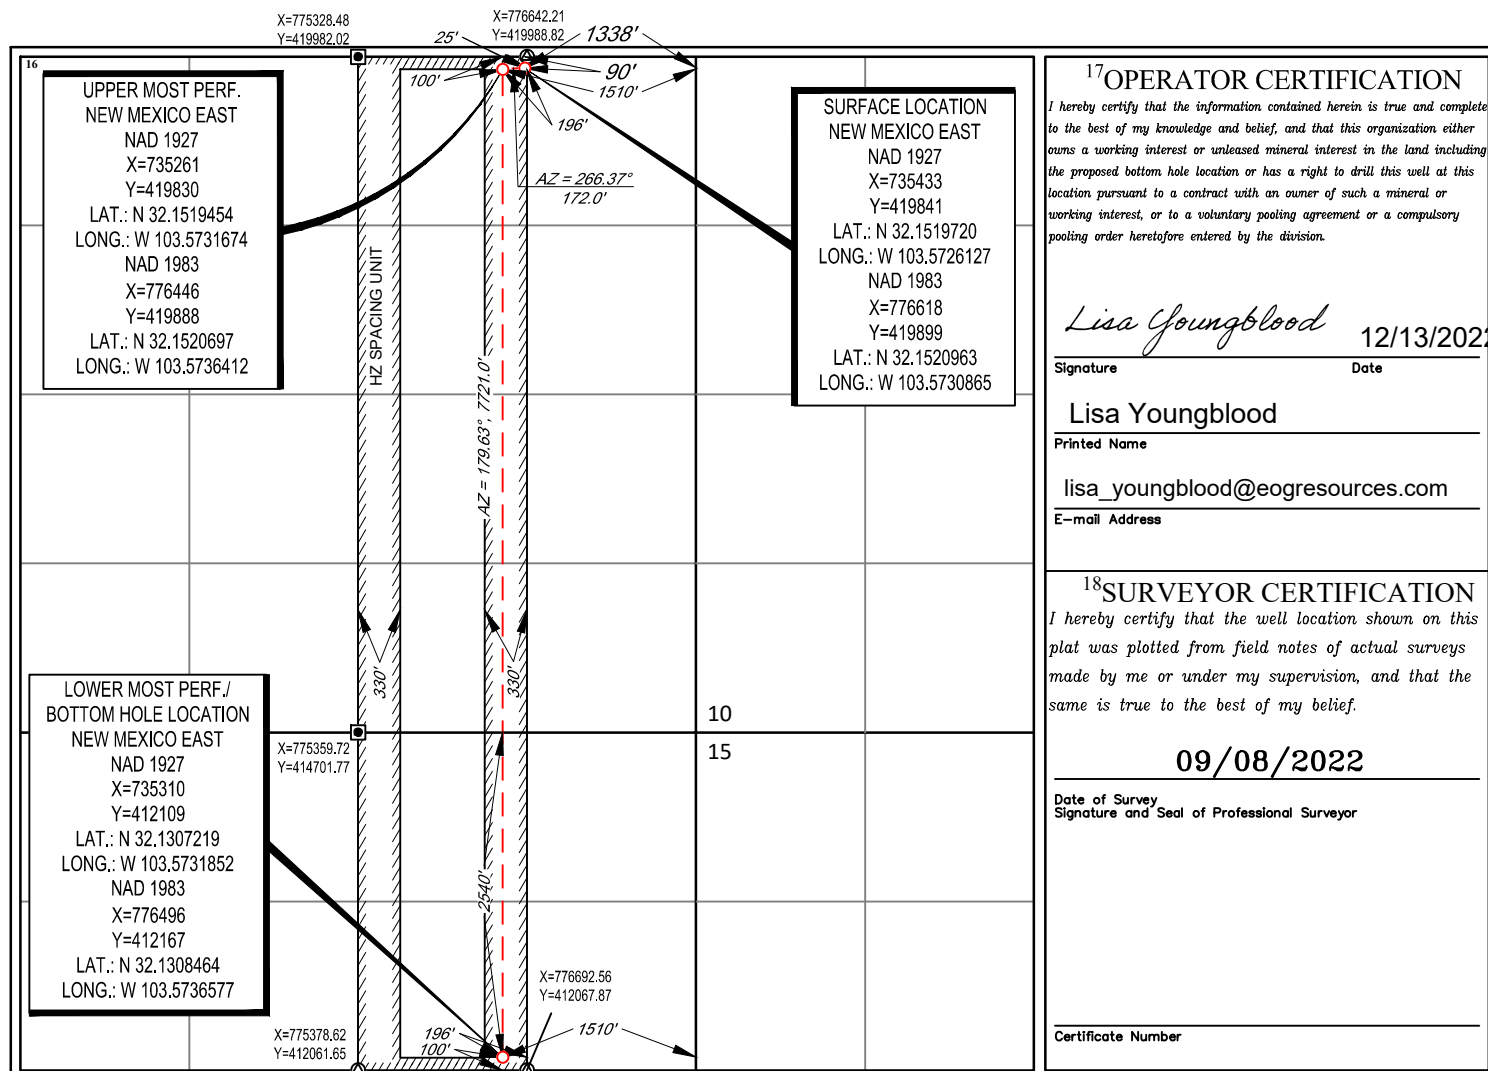 X=775328.48
Y=419982.02
X=776642.21
Y=419988.82
25'
1338'
16
100'
90'
1510'
196'
AZ = 266.37°
172.0'
UPPER MOST PERF.
NEW MEXICO EAST
NAD 1927
X=735261
Y=419830
LAT.: N 32.1519454
LONG.: W 103.5731674
NAD 1983
X=776446
Y=419888
LAT.: N 32.1520697
LONG.: W 103.5736412
HZ SPACING UNIT
AZ = 179.63°, 7721.0'
SURFACE LOCATION
NEW MEXICO EAST
NAD 1927
X=735433
Y=419841
LAT.: N 32.1519720
LONG.: W 103.5726127
NAD 1983
X=776618
Y=419899
LAT.: N 32.1520963
LONG.: W 103.5730865
330'
330'
10
15
X=775359.72
Y=414701.77
LOWER MOST PERF./
BOTTOM HOLE LOCATION
NEW MEXICO EAST
NAD 1927
X=735310
Y=412109
LAT.: N 32.1307219
LONG.: W 103.5731852
NAD 1983
X=776496
Y=412167
LAT.: N 32.1308464
LONG.: W 103.5736577
2540'
X=776692.56
Y=412067.87
X=775378.62
Y=412061.65
196'
100'
1510'
17OPERATOR CERTIFICATION
I hereby certify that the information contained herein is true and complete
to the best of my knowledge and belief, and that this organization either
owns a working interest or unleased mineral interest in the land including
the proposed bottom hole location or has a right to drill this well at this
location pursuant to a contract with an owner of such a mineral or
working interest, or to a voluntary pooling agreement or a compulsory
pooling order heretofore entered by the division.
Lisa Youngblood 12/13/2022
Signature Date
Lisa Youngblood
Printed Name
lisa_youngblood@eogresources.com
E-mail Address
18SURVEYOR CERTIFICATION
I hereby certify that the well location shown on this
plat was plotted from field notes of actual surveys
made by me or under my supervision, and that the
same is true to the best of my belief.
09/08/2022
Date of Survey
Signature and Seal of Professional Surveyor
Certificate Number